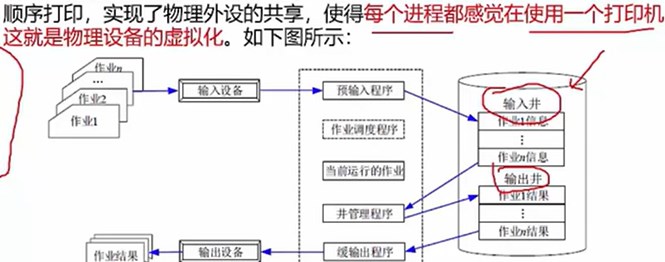 顺序打印，实现了物理外设的共享，使得每个进程都感觉在使用一个打印机
这就是物理设备的虚拟化。如下图所示：
作业n
…
作业2
作业1
输入设备
预输入程序
作业调度程序
当前运行的作业
井管理程序
缓输出程序
输入井
作业1信息
⋮
作业n信息
输出井
作业1结果
⋮
作业n结果
输出设备
作业结果